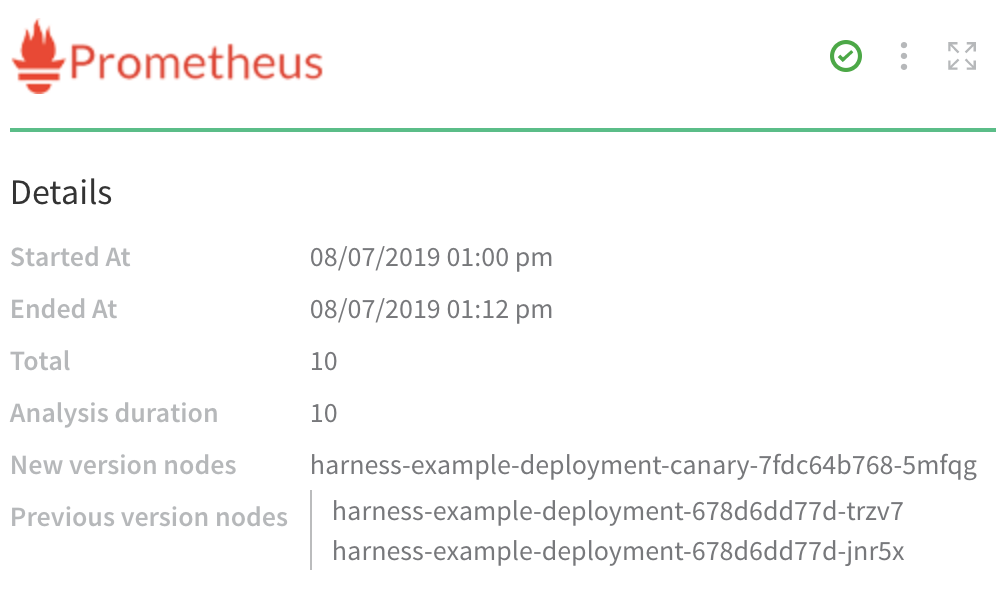 Prometheus
Details
Started At 08/07/2019 01:00 pm
Ended At 08/07/2019 01:12 pm
Total 10
Analysis duration 10
New version nodes harness-example-deployment-canary-7fdc64b768-5mfqg
Previous version nodes harness-example-deployment-678d6dd77d-trzv7
harness-example-deployment-678d6dd77d-jnr5x